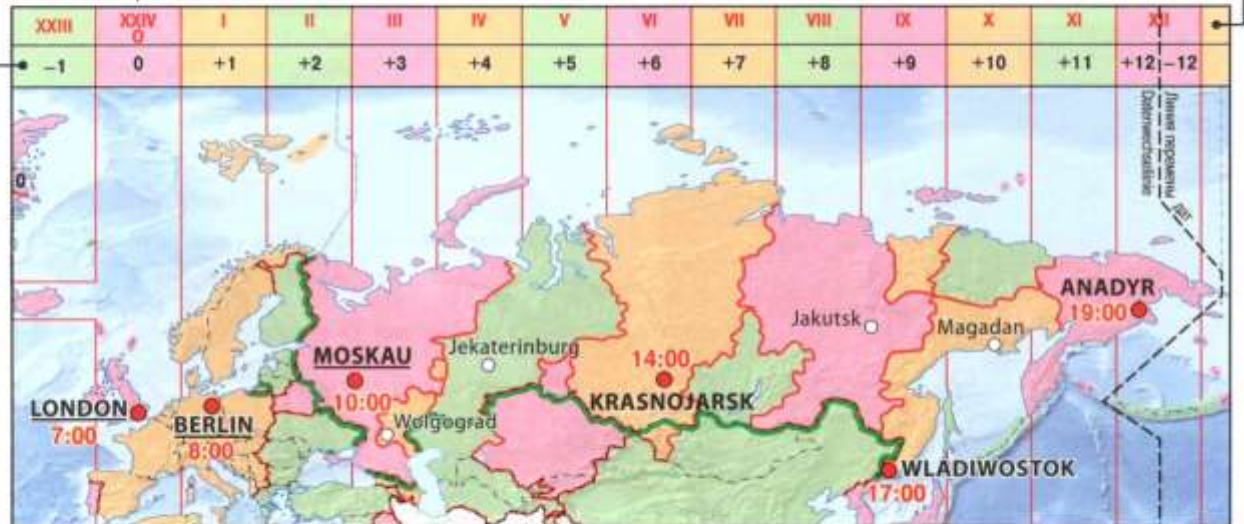 XXIII XXIV I II III IV V VI VII VIII IX X XI XII
0
−1 0 +1 +2 +3 +4 +5 +6 +7 +8 +9 +10 +11 +12 −12
Линия перемены дат
Datenwechsellinie
0
ANADYR
19:00
Jakutsk
Magadan
MOSKAU
10:00
Jekaterinburg
14:00
KRASNOJARSK
LONDON
7:00
BERLIN
8:00
Wolgograd
WLADIWOSTOK
17:00